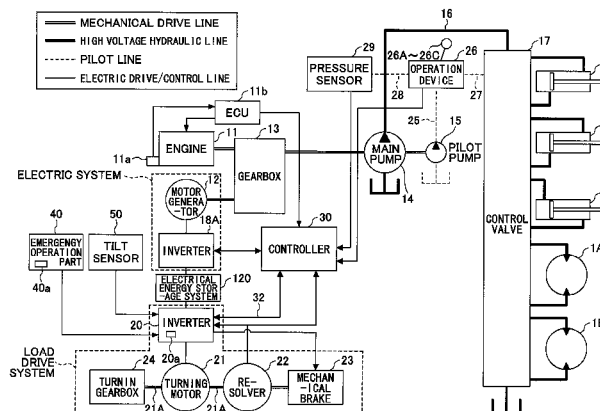 MECHANICAL DRIVE LINE
HIGH VOLTAGE HYDRAULIC LINE
PILOT LINE
ELECTRIC DRIVE/CONTROL LINE
16
17
29
26A~26C
26
PRESSURE
SENSOR
OPERATION
DEVICE
28
27
25
11b
ECU
13
11
ENGINE
11a
GEARBOX
MAIN
PUMP
14
15
PILOT
PUMP
ELECTRIC SYSTEM
12
MOTOR
GENERA
-TOR
18A
INVERTER
30
CONTROLLER
CONTROL
VALVE
40
EMERGENCY
OPERATION
PART
40a
50
TILT
SENSOR
ELECTRICAL
ENERGY STOR
-AGE SYSTEM
120
32
20
INVERTER
20a
1A
1B
LOAD
DRIVE
SYSTEM
24
TURNIN
GEARBOX
21
TURNING
MOTOR
22
RE-
SOLVER
23
MECHAN
-ICAL
BRAKE
21A
21A